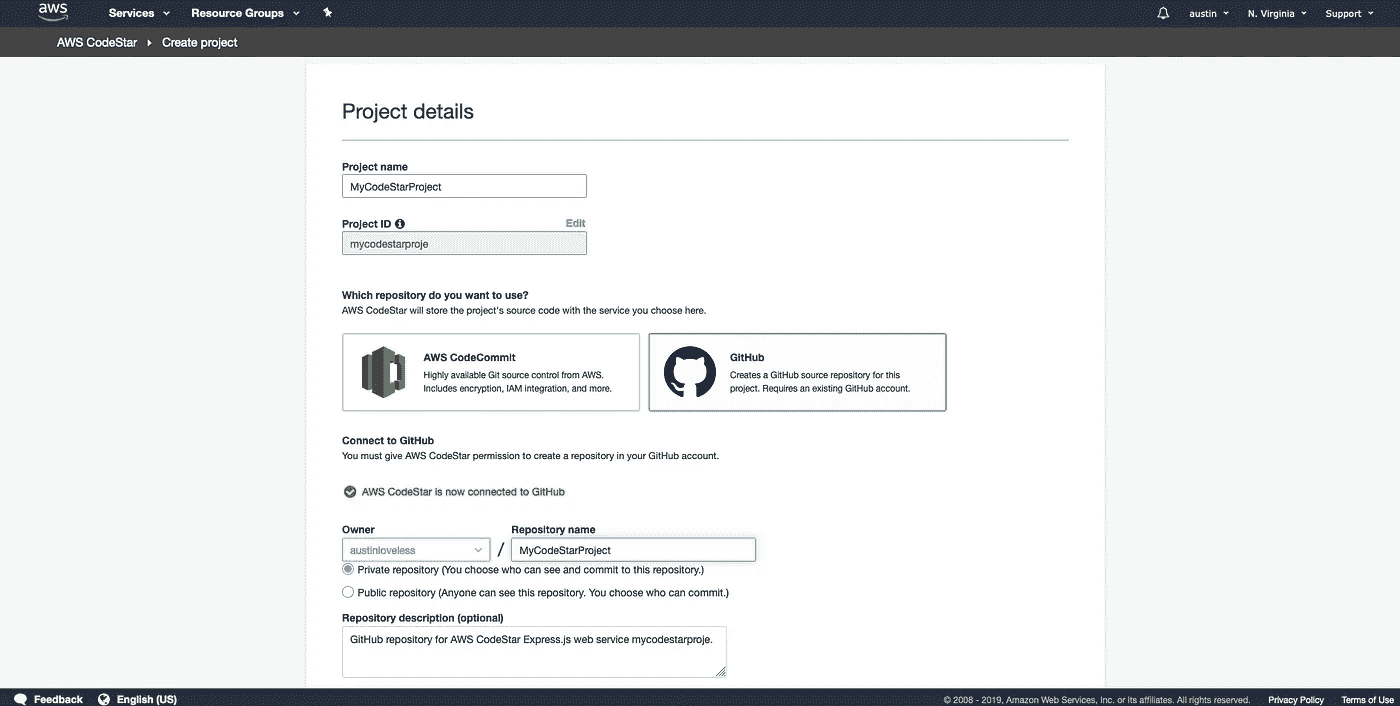 aws Services Resource Groups austin N. Virginia Support
AWS CodeStar Create project
Project details
Project name
MyCodeStarProject
Project ID Edit
mycodestarproje
Which repository do you want to use?
AWS CodeStar will store the project's source code with the service you choose here.
AWS CodeCommit
Highly available Git source control from AWS.
Includes encryption, IAM integration, and more.
GitHub
Creates a GitHub source repository for this
project. Requires an existing GitHub account.
Connect to GitHub
You must give AWS CodeStar permission to create a repository in your GitHub account.
AWS CodeStar is now connected to GitHub
Owner Repository name
austinloveless / MyCodeStarProject
Private repository (You choose who can see and commit to this repository.)
Public repository (Anyone can see this repository. You choose who can commit.)
Repository description (optional)
GitHub repository for AWS CodeStar Express.js web service mycodestarproje.
Feedback English (US) © 2008 - 2019, Amazon Web Services, Inc. or its affiliates. All rights reserved. Privacy Policy Terms of Use